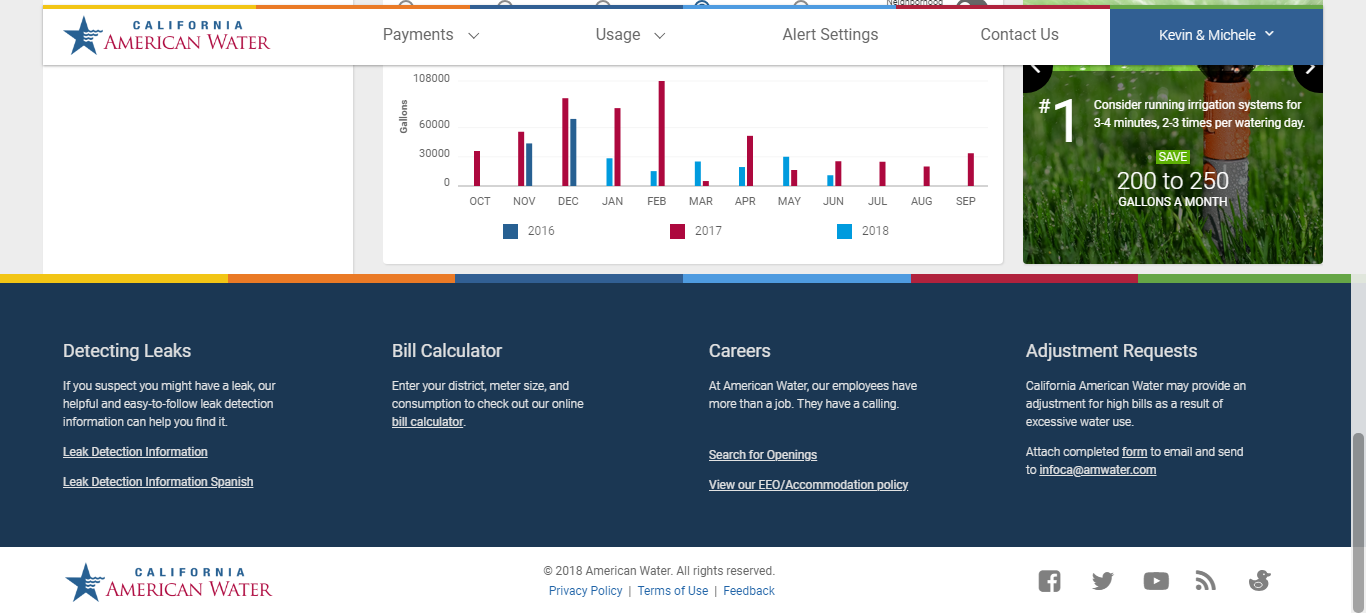 Neighborhood
CALIFORNIA
AMERICAN WATER
Payments
Usage
Alert Settings
Contact Us
Kevin & Michele
108000
60000
30000
0
Gallons
OCT NOV DEC JAN FEB MAR APR MAY JUN JUL AUG SEP
2016 2017 2018
#1
Consider running irrigation systems for
3-4 minutes, 2-3 times per watering day.
SAVE
200 to 250
GALLONS A MONTH
Detecting Leaks
If you suspect you might have a leak, our
helpful and easy-to-follow leak detection
information can help you find it.
Leak Detection Information
Leak Detection Information Spanish
Bill Calculator
Enter your district, meter size, and
consumption to check out our online
bill calculator.
Careers
At American Water, our employees have
more than a job. They have a calling.
Search for Openings
View our EEO/Accommodation policy
Adjustment Requests
California American Water may provide an
adjustment for high bills as a result of
excessive water use.
Attach completed form to email and send
to infoca@amwater.com
CALIFORNIA
AMERICAN WATER
© 2018 American Water. All rights reserved.
Privacy Policy | Terms of Use | Feedback